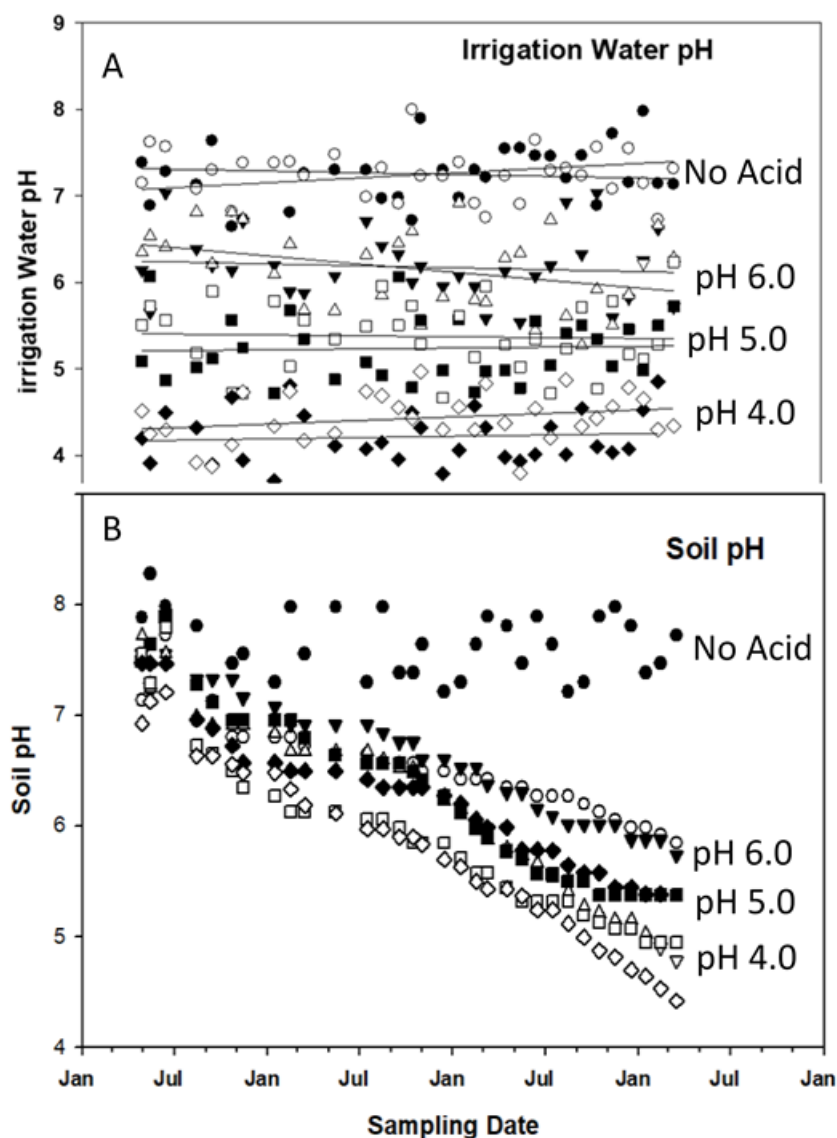 A
Irrigation Water pH
9
8
7
6
5
4
irrigation Water pH
No Acid
pH 6.0
pH 5.0
pH 4.0
B
Soil pH
8
7
6
5
4
Soil pH
No Acid
pH 6.0
pH 5.0
pH 4.0
Jan Jul Jan Jul Jan Jul Jan Jul Jan
Sampling Date